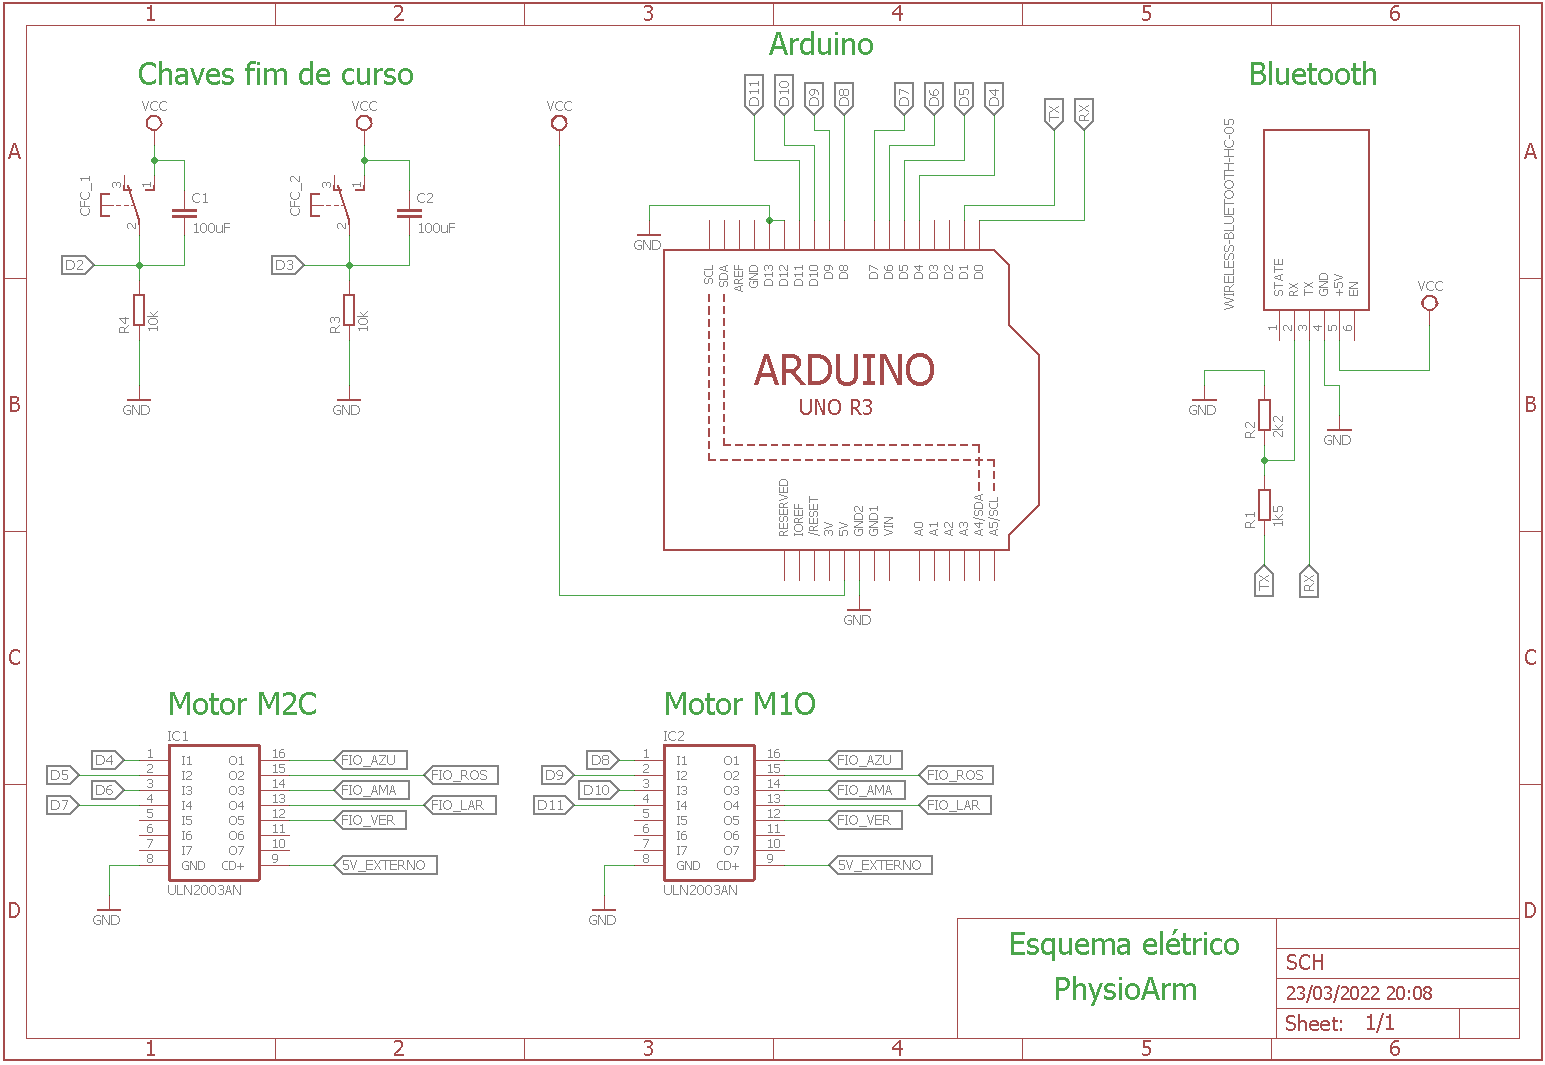 1 2 3 4 5 6
Arduino
Chaves fim de curso
Bluetooth
VCC
VCC
VCC
D11 D10 D9 D8 D7 D6 D5 D4
TX RX
A
A
CFC_1
3 1
2
C1
100uF
CFC_2
3 1
2
C2
100uF
D2
D3
R4
10k
R3
10k
GND
GND
GND
SCL SDA AREF GND D13 D12 D11 D10 D9 D8 D7 D6 D5 D4 D3 D2 D1 D0
ARDUINO
UNO R3
RESERVED IOREF /RESET 3V 5V GND2 GND1 VIN A0 A1 A2 A3 A4/SDA A5/SCL
GND
WIRELESS-BLUETOOTH-HC-05
STATE RX TX GND +5V EN
1 2 3 4 5 6
VCC
GND
R2
2k2
GND
R1
1k5
TX
RX
B
B
C
C
Motor M2C
IC1
D4
D5
D6
D7
1 I1 O1 16
2 I2 O2 15
3 I3 O3 14
4 I4 O4 13
5 I5 O5 12
6 I6 O6 11
7 I7 O7 10
8 GND CD+ 9
FIO_AZU
FIO_ROS
FIO_AMA
FIO_LAR
FIO_VER
5V_EXTERNO
ULN2003AN
GND
Motor M1O
IC2
D8
D9
D10
D11
1 I1 O1 16
2 I2 O2 15
3 I3 O3 14
4 I4 O4 13
5 I5 O5 12
6 I6 O6 11
7 I7 O7 10
8 GND CD+ 9
FIO_AZU
FIO_ROS
FIO_AMA
FIO_LAR
FIO_VER
5V_EXTERNO
ULN2003AN
GND
D
D
Esquema elétrico
PhysioArm
SCH
23/03/2022 20:08
Sheet: 1/1
1 2 3 4 5 6